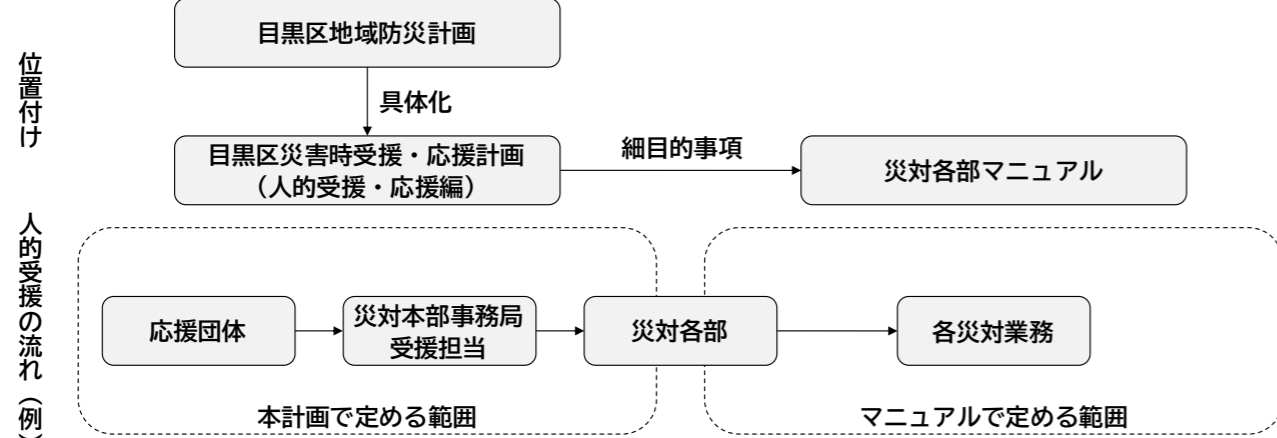 位置付け
目黒区地域防災計画
具体化
目黒区災害時受援・応援計画
（人的受援・応援編）
細目的事項
災対各部マニュアル
人的受援の流れ（例）
応援団体
災対本部事務局
受援担当
災対各部
各災対業務
本計画で定める範囲
マニュアルで定める範囲